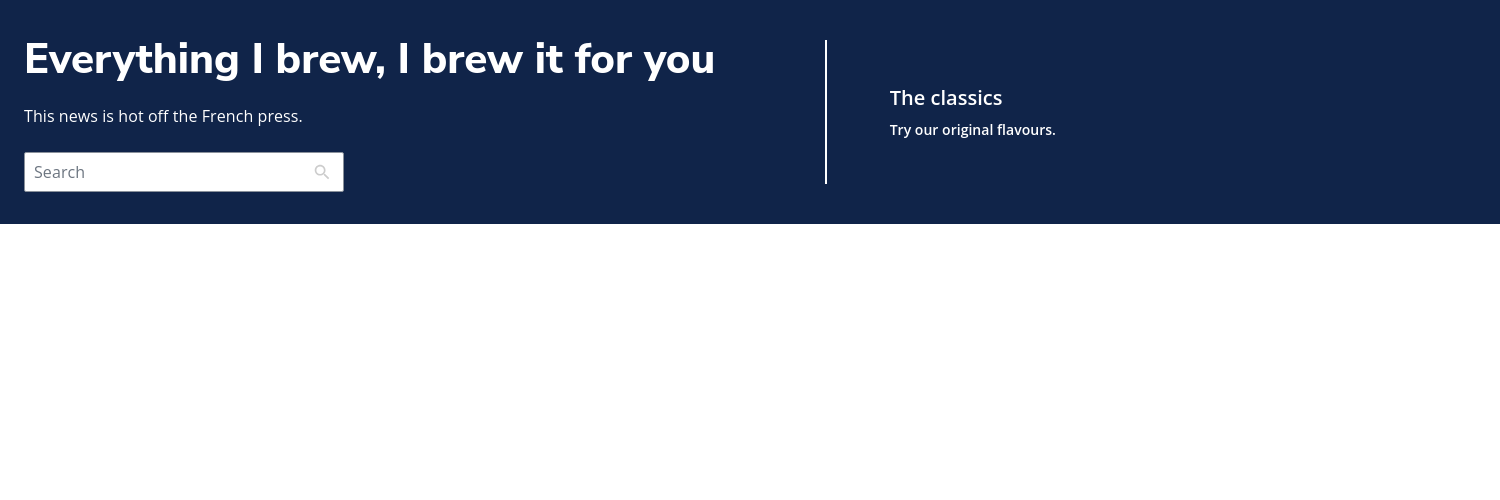 Everything I brew, I brew it for you
This news is hot off the French press.
Search
The classics
Try our original flavours.